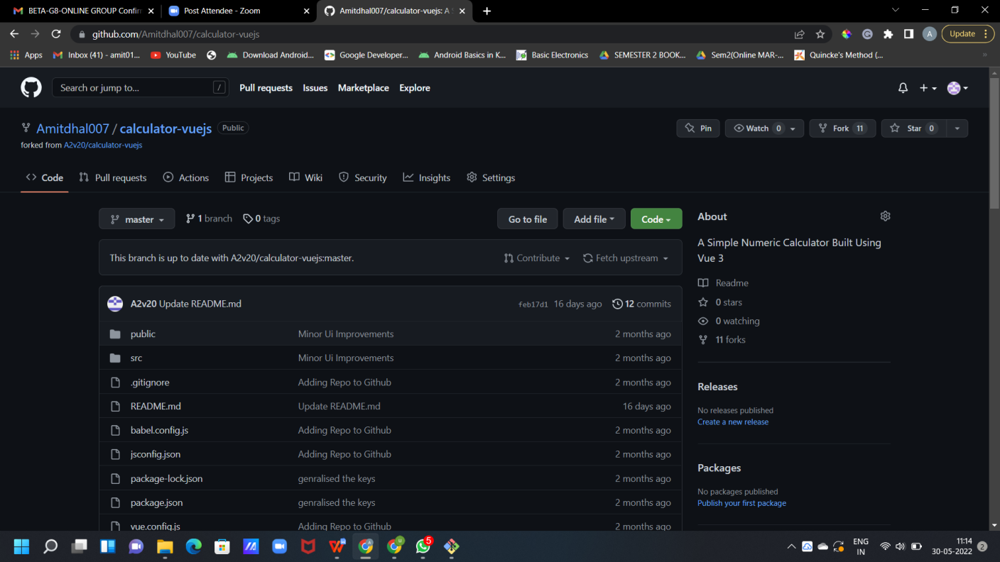 BETA-G8-ONLINE GROUP Confirm
Post Attendee - Zoom
Amitdhal007/calculator-vuejs: A S
github.com/Amitdhal007/calculator-vuejs
A
Update
Apps
Inbox (41) - amit01...
YouTube
Download Android...
Google Developer...
Android Basics in K...
Basic Electronics
SEMESTER 2 BOOK...
Sem2(Online MAR-...
Quincke's Method (...
»
Search or jump to...
/
Pull requests
Issues
Marketplace
Explore
Amitdhal007 / calculator-vuejs
Public
forked from A2v20/calculator-vuejs
Pin
Watch 0
Fork 11
Star 0
Code
Pull requests
Actions
Projects
Wiki
Security
Insights
Settings
master
1 branch
0 tags
Go to file
Add file
Code
This branch is up to date with A2v20/calculator-vuejs:master.
Contribute
Fetch upstream
A2v20 Update README.md
feb17d1 16 days ago
12 commits
public Minor Ui Improvements 2 months ago
src Minor Ui Improvements 2 months ago
.gitignore Adding Repo to Github 2 months ago
README.md Update README.md 16 days ago
babel.config.js Adding Repo to Github 2 months ago
jsconfig.json Adding Repo to Github 2 months ago
package-lock.json genralised the keys 2 months ago
package.json genralised the keys 2 months ago
vue.config.js Adding Repo to Github 2 months ago
About
A Simple Numeric Calculator Built Using
Vue 3
Readme
0 stars
0 watching
11 forks
Releases
No releases published
Create a new release
Packages
No packages published
Publish your first package
5
ENG
IN
11:14
30-05-2022
2